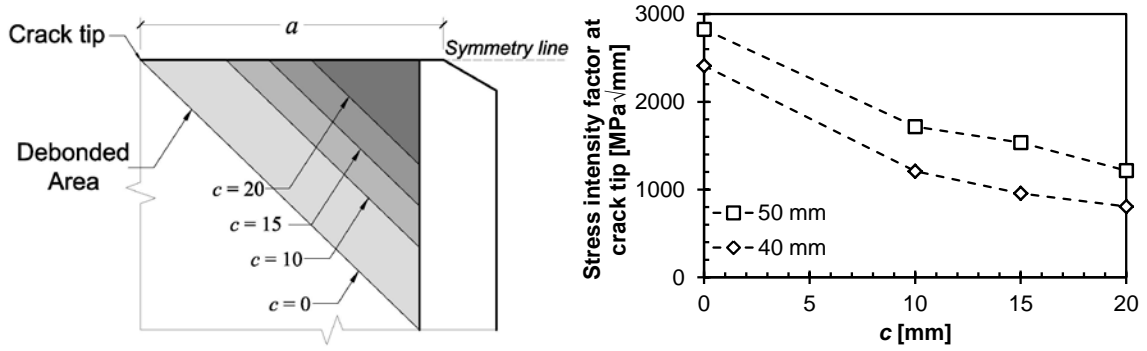 a
Crack tip
Symmetry line
Debonded
Area
c = 20
c = 15
c = 10
c = 0
Stress intensity factor at
crack tip [MPa√mm]
3000
2000
1000
0
50 mm
40 mm
0
5
10
15
20
c [mm]